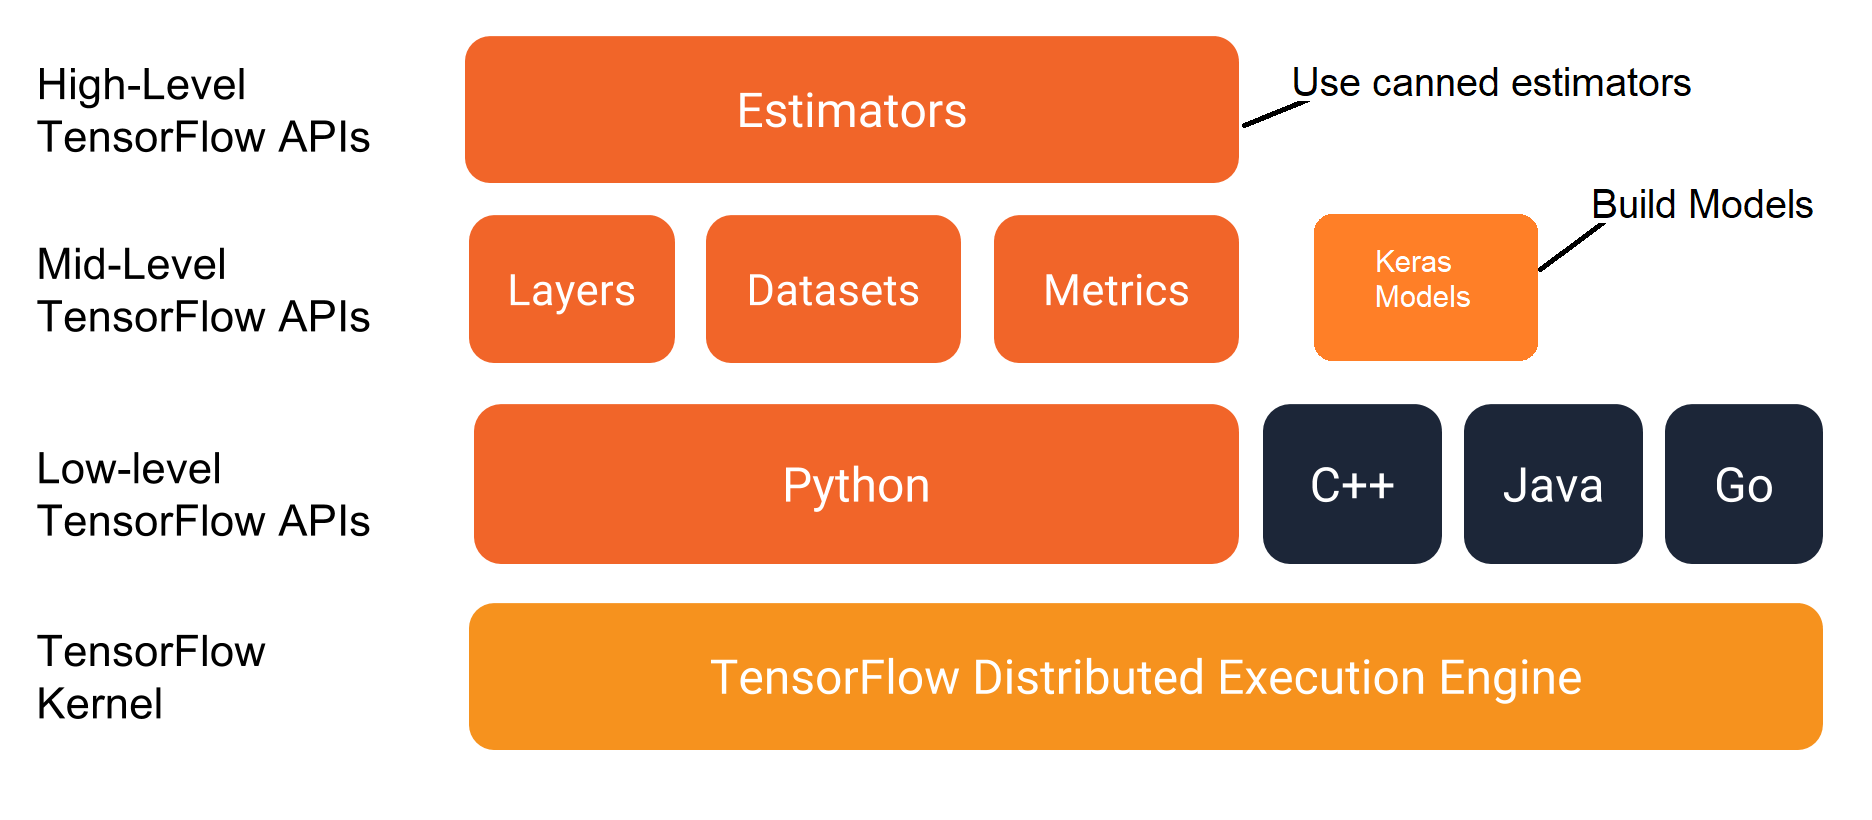 High-Level
TensorFlow APIs
Estimators
Use canned estimators
Mid-Level
TensorFlow APIs
Layers
Datasets
Metrics
Keras
Models
Build Models
Low-level
TensorFlow APIs
Python
C++
Java
Go
TensorFlow
Kernel
TensorFlow Distributed Execution Engine